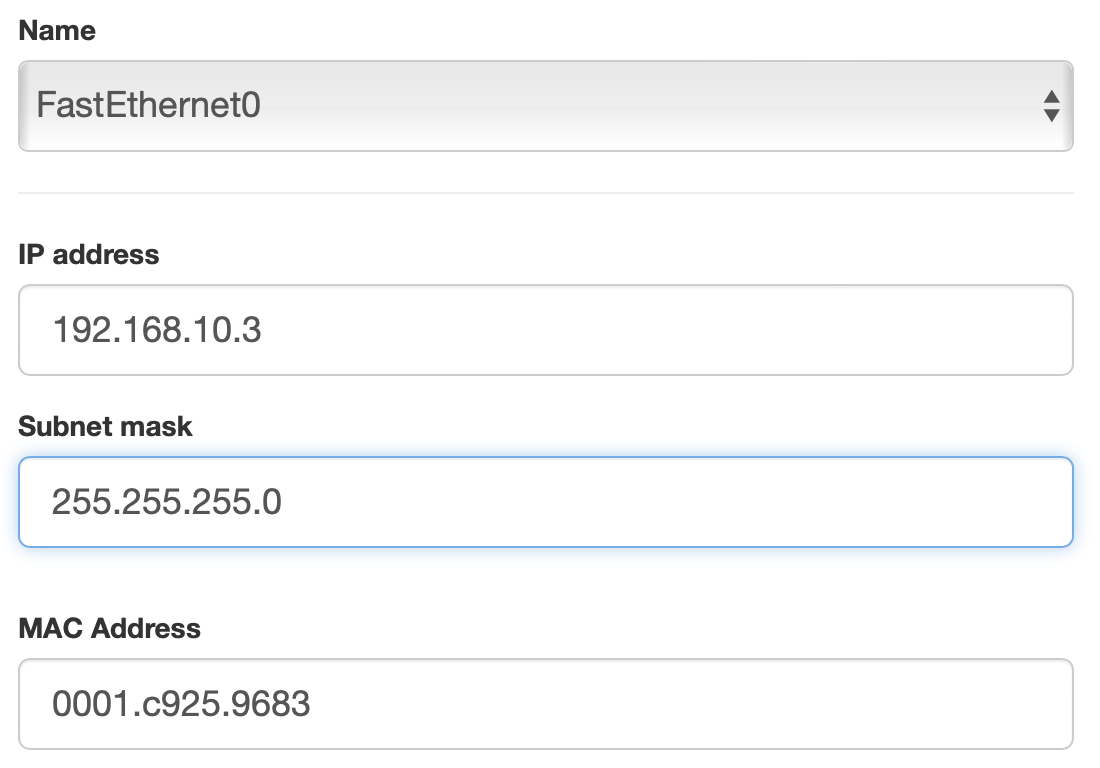 Name
FastEthernet0
IP address
192.168.10.3
Subnet mask
255.255.255.0
MAC Address
0001.c925.9683